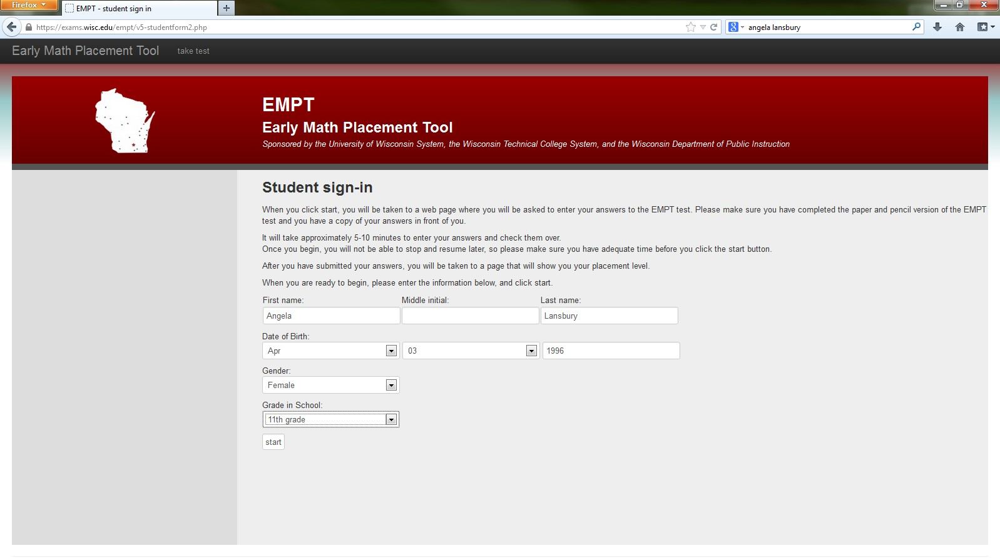 Firefox
EMPT - student sign in
https://exams.wisc.edu/empt/v5-studentform2.php
8
angela lansbury
Early Math Placement Tool
take test
EMPT
Early Math Placement Tool
Sponsored by the University of Wisconsin System, the Wisconsin Technical College System, and the Wisconsin Department of Public Instruction
Student sign-in
When you click start, you will be taken to a web page where you will be asked to enter your answers to the EMPT test. Please make sure you have completed the paper and pencil version of the EMPT
test and you have a copy of your answers in front of you.
It will take approximately 5-10 minutes to enter your answers and check them over.
Once you begin, you will not be able to stop and resume later, so please make sure you have adequate time before you click the start button.
After you have submitted your answers, you will be taken to a page that will show you your placement level.
When you are ready to begin, please enter the information below, and click start.
First name: Middle initial: Last name:
Angela Lansbury
Date of Birth:
Apr 03 1996
Gender:
Female
Grade in School:
11th grade
start